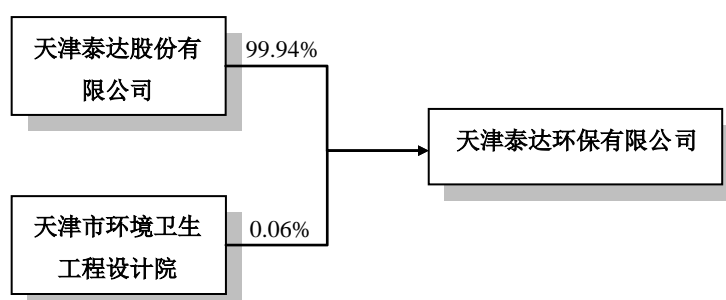 天津泰达股份有
限公司
99.94%
天津泰达环保有限公司
天津市环境卫生
工程设计院
0.06%